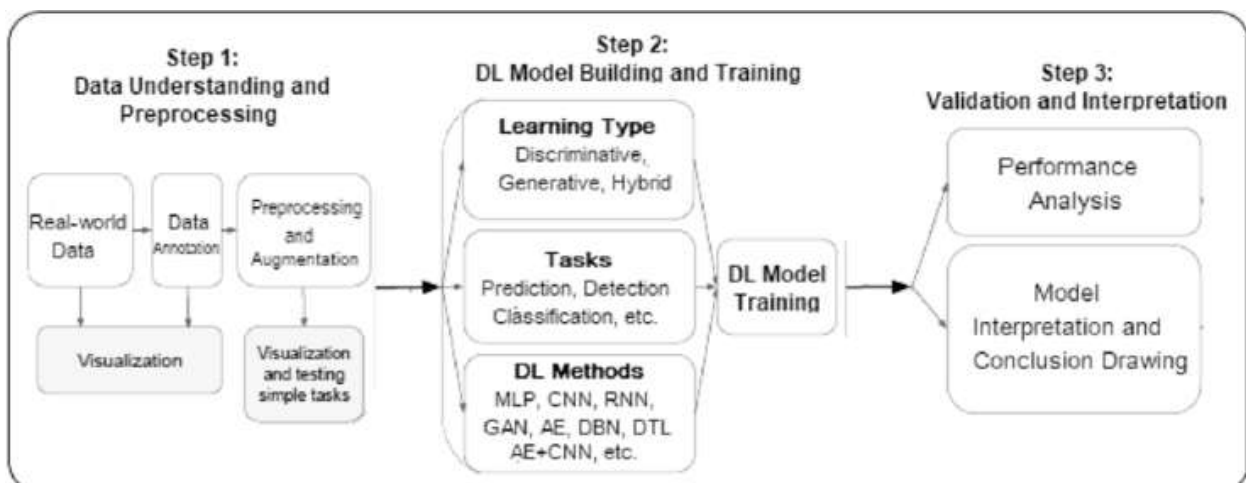 Step 1:
Data Understanding and
Preprocessing
Real-world
Data
Data
Annotation
Preprocessing
and
Augmentation
Visualization
Visualization
and testing
simple tasks
Step 2:
DL Model Building and Training
Learning Type
Discriminative,
Generative, Hybrid
Tasks
Prediction, Detection
Classification, etc.
DL Methods
MLP, CNN, RNN,
GAN, AE, DBN, DTL
AE+CNN, etc.
DL Model
Training
Step 3:
Validation and Interpretation
Performance
Analysis
Model
Interpretation and
Conclusion Drawing